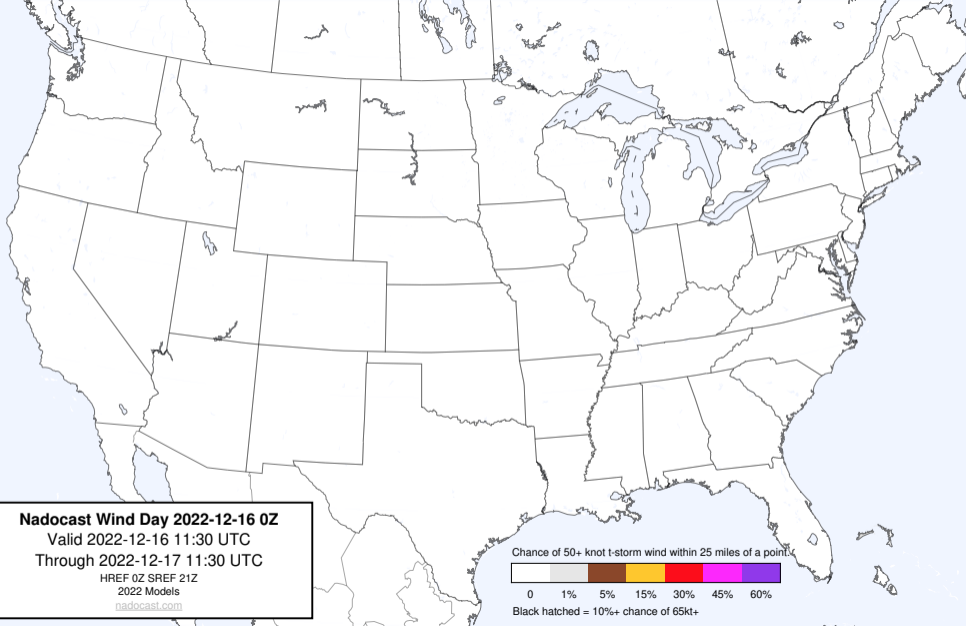 Nadocast Wind Day 2022-12-16 0Z
Valid 2022-12-16 11:30 UTC
Through 2022-12-17 11:30 UTC
HREF 0Z SREF 21Z
2022 Models
nadocast.com
Chance of 50+ knot t-storm wind within 25 miles of a point.
0 1% 5% 15% 30% 45% 60%
Black hatched = 10%+ chance of 65kt+